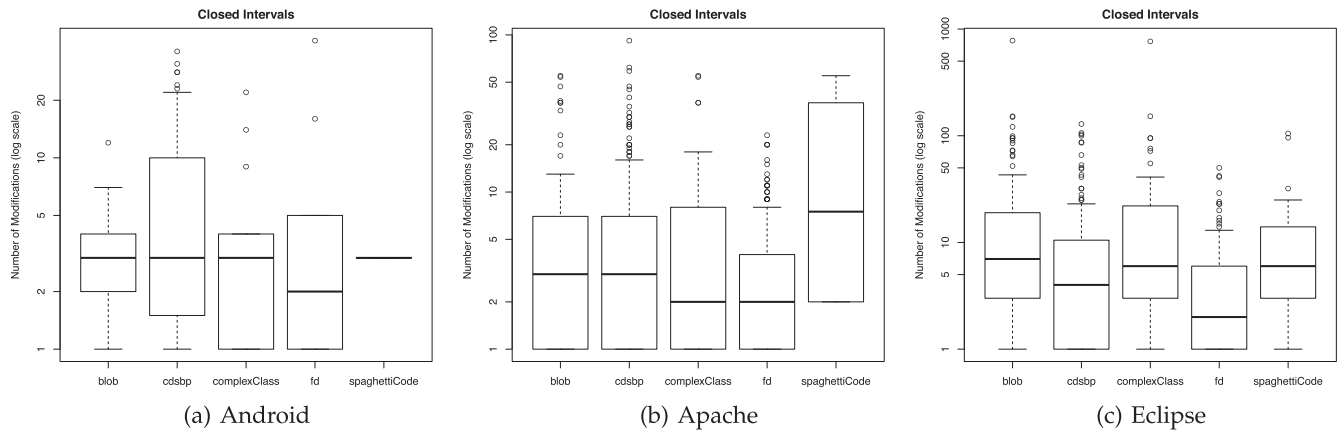 Closed Intervals
Number of Modifications (log scale)
20
10
5
2
1
blob
cdsbp
complexClass
fd
spaghettiCode
(a) Android
Closed Intervals
Number of Modifications (log scale)
100
50
20
10
5
2
1
blob
cdsbp
complexClass
fd
spaghettiCode
(b) Apache
Closed Intervals
Number of Modifications (log scale)
1000
500
100
50
10
5
1
blob
cdsbp
complexClass
fd
spaghettiCode
(c) Eclipse